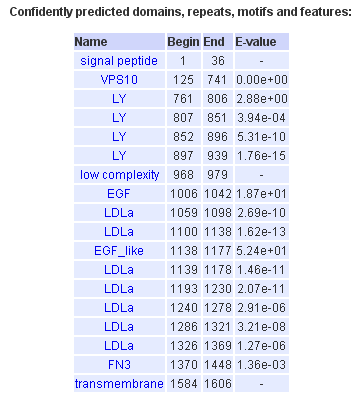 Confidently predicted domains, repeats, motifs and features:
Name Begin End E-value
signal peptide 1 36 -
VPS10 125 741 0.00e+00
LY 761 806 2.88e+00
LY 807 851 3.94e-04
LY 852 896 5.31e-10
LY 897 939 1.76e-15
low complexity 968 979 -
EGF 1006 1042 1.87e+01
LDLa 1059 1098 2.69e-10
LDLa 1100 1138 1.62e-13
EGF_like 1138 1177 5.24e+01
LDLa 1139 1178 1.46e-11
LDLa 1193 1230 2.07e-11
LDLa 1240 1278 2.91e-06
LDLa 1286 1321 3.21e-08
LDLa 1326 1369 1.27e-06
FN3 1370 1448 1.36e-03
transmembrane 1584 1606 -